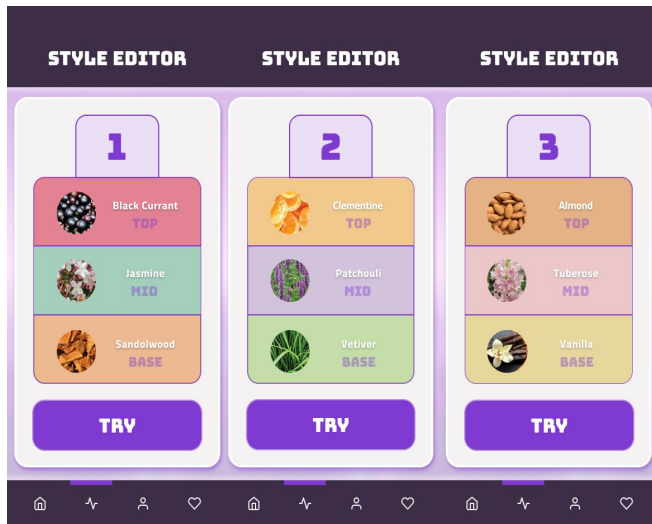 STYLE EDITOR
1
Black Currant
TOP
Jasmine
MID
Sandolwood
BASE
TRY
STYLE EDITOR
2
Clementine
TOP
Patchouli
MID
Vetiver
BASE
TRY
STYLE EDITOR
3
Almond
TOP
Tuberose
MID
Vanilla
BASE
TRY